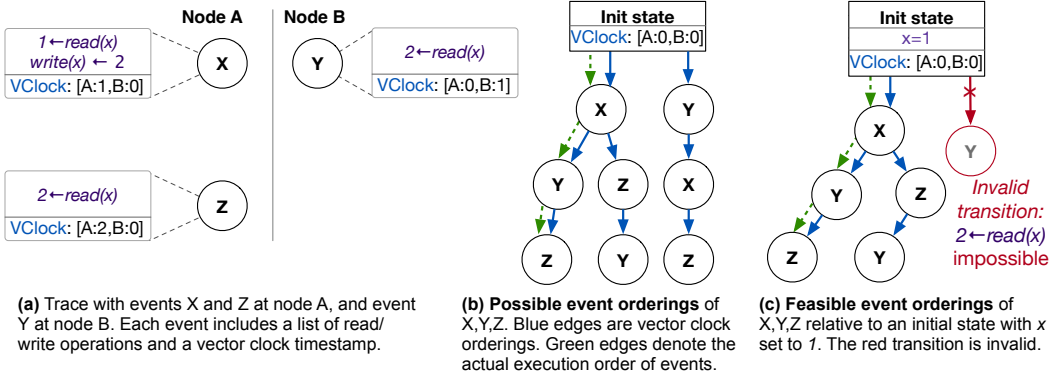 Node A
Node B
1←read(x)
write(x) ← 2
VClock: [A:1,B:0]
X
Y
2←read(x)
VClock: [A:0,B:1]
2←read(x)
VClock: [A:2,B:0]
Z
(a) Trace with events X and Z at node A, and event
Y at node B. Each event includes a list of read/
write operations and a vector clock timestamp.
Init state
VClock: [A:0,B:0]
X
Y
Y
Z
X
Z
Y
Z
(b) Possible event orderings of
X,Y,Z. Blue edges are vector clock
orderings. Green edges denote the
actual execution order of events.
Init state
x=1
VClock: [A:0,B:0]
X
Y
Y
Z
Z
Y
Invalid
transition:
2←read(x)
impossible
(c) Feasible event orderings of
X,Y,Z relative to an initial state with x
set to 1. The red transition is invalid.